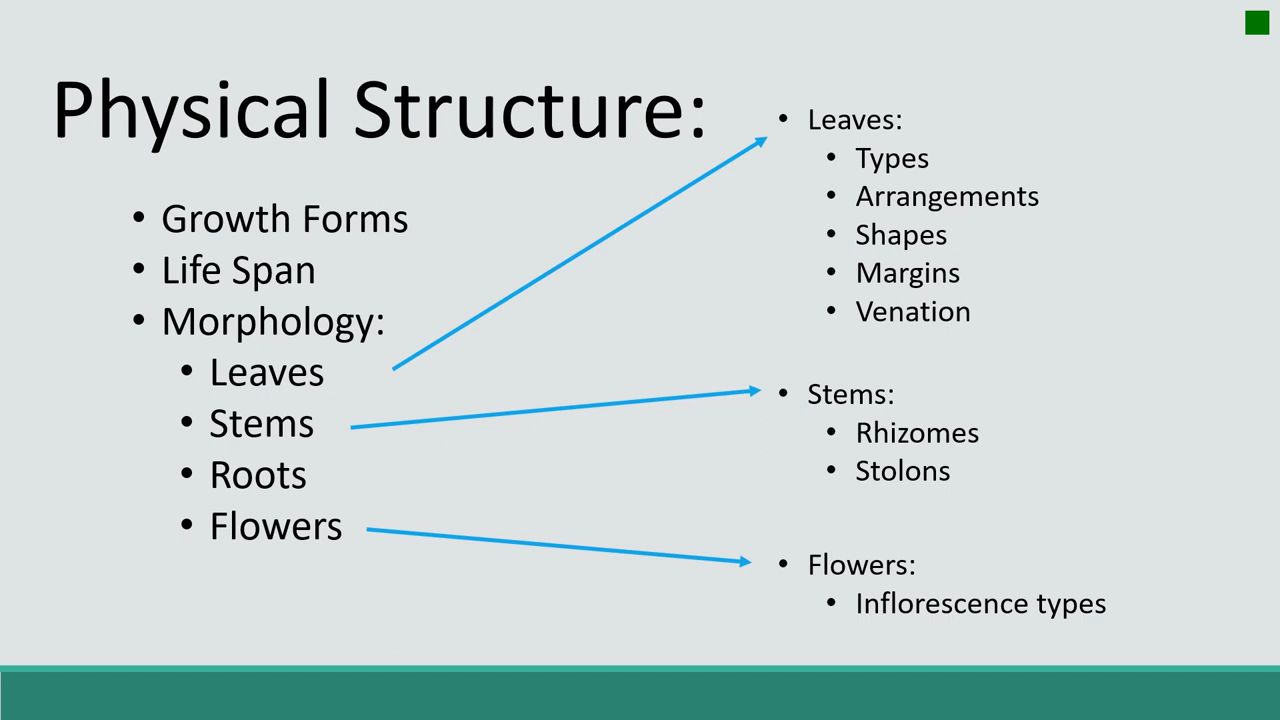 Physical Structure:
• Growth Forms
• Life Span
• Morphology:
• Leaves
• Stems
• Roots
• Flowers
• Leaves:
• Types
• Arrangements
• Shapes
• Margins
• Venation
• Stems:
• Rhizomes
• Stolons
• Flowers:
• Inflorescence types